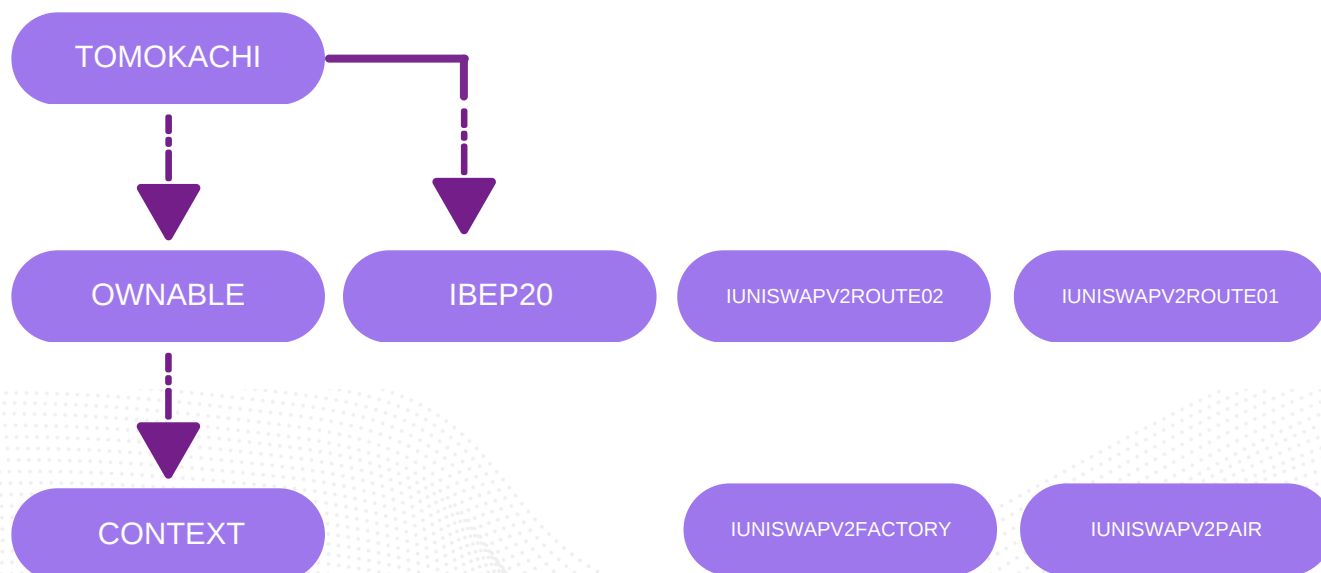 TOMOKACHI
OWNABLE
IBEP20
IUNISWAPV2ROUTE02
IUNISWAPV2ROUTE01
CONTEXT
IUNISWAPV2FACTORY
IUNISWAPV2PAIR